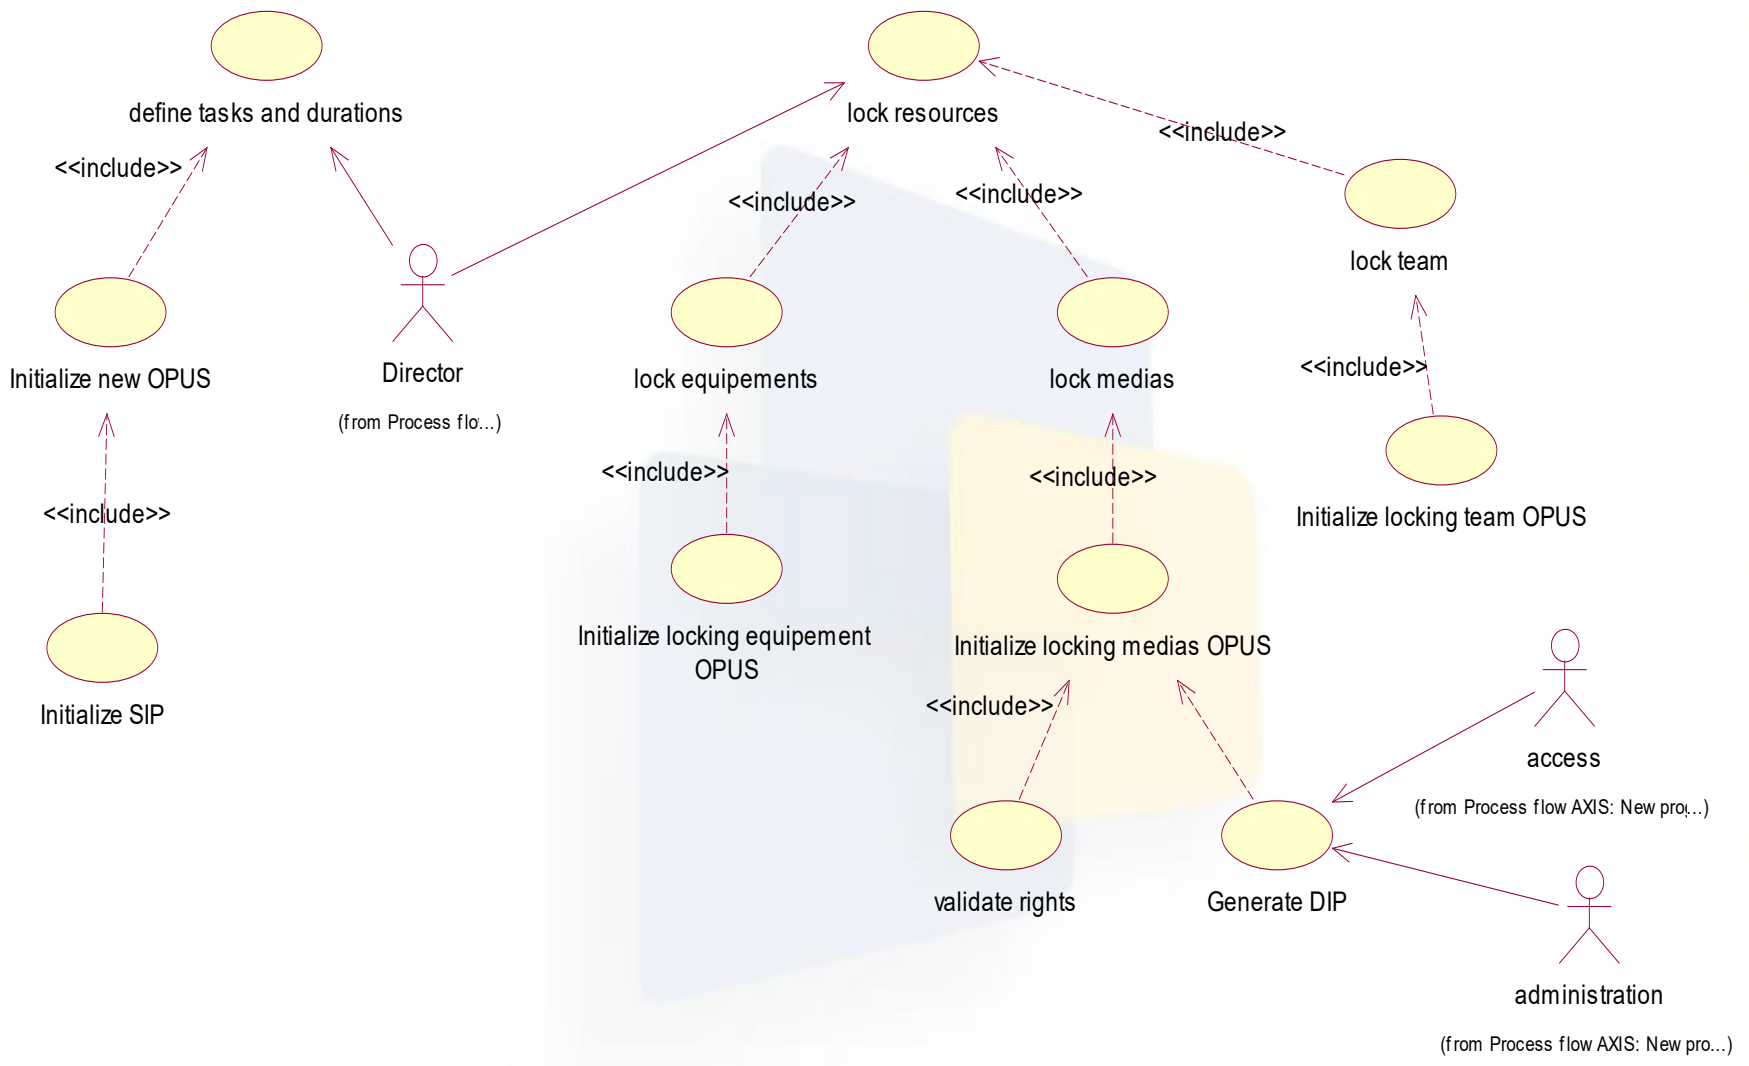 define tasks and durations
lock resources
<<include>>
<<include>>
<<include>>
<<include>>
lock team
Initialize new OPUS
Director
(from Process flo...)
lock equipements
lock medias
<<include>>
<<include>>
<<include>>
<<include>>
Initialize locking team OPUS
Initialize locking equipement
OPUS
Initialize locking medias OPUS
Initialize SIP
<<include>>
access
(from Process flow AXIS: New pro...)
validate rights
Generate DIP
administration
(from Process flow AXIS: New pro...)